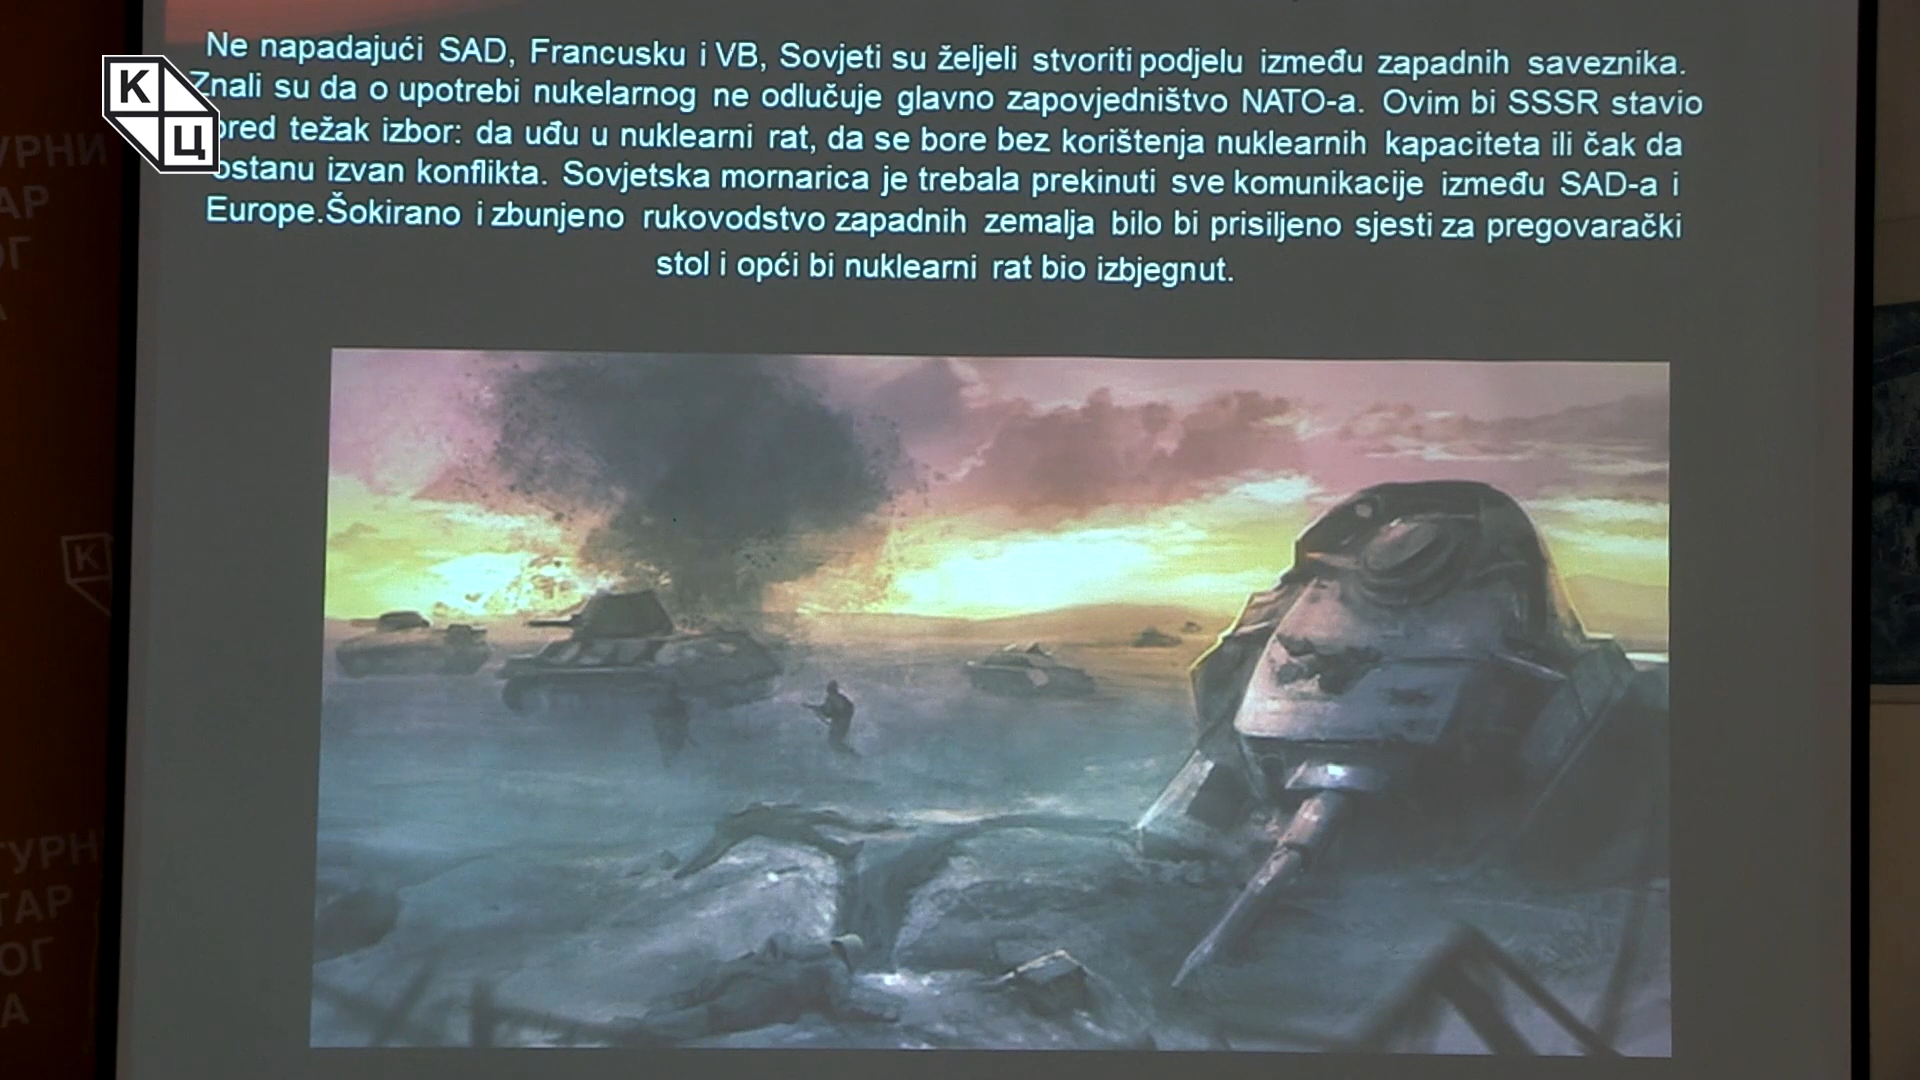 Ne napadajući SAD, Francusku i VB, Sovjeti su željeli stvoriti podjelu između zapadnih saveznika.
Znali su da o upotrebi nukelarnog ne odlučuje glavno zapovjedništvo NATO-a. Ovim bi SSSR stavio
pred težak izbor: da uđu u nuklearni rat, da se bore bez korištenja nuklearnih kapaciteta ili čak da
ostanu izvan konflikta. Sovjetska mornarica je trebala prekinuti sve komunikacije između SAD-a i
Europe.Šokirano i zbunjeno rukovodstvo zapadnih zemalja bilo bi prisiljeno sjesti za pregovarački
stol i opći bi nuklearni rat bio izbjegnut.
К
Ц
К